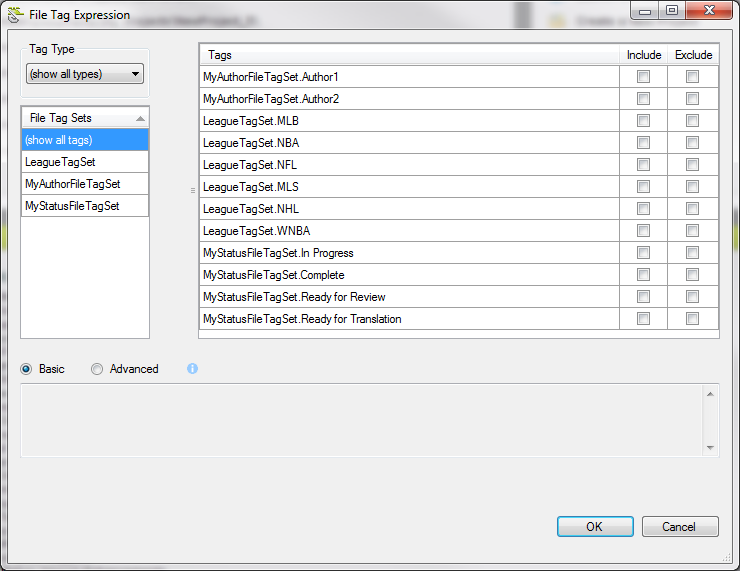 File Tag Expression
Tag Type
(show all types)
File Tag Sets
(show all tags)
LeagueTagSet
MyAuthorFileTagSet
MyStatusFileTagSet
Tags Include Exclude
MyAuthorFileTagSet.Author1
MyAuthorFileTagSet.Author2
LeagueTagSet.MLB
LeagueTagSet.NBA
LeagueTagSet.NFL
LeagueTagSet.MLS
LeagueTagSet.NHL
LeagueTagSet.WNBA
MyStatusFileTagSet.In Progress
MyStatusFileTagSet.Complete
MyStatusFileTagSet.Ready for Review
MyStatusFileTagSet.Ready for Translation
Basic Advanced
OK Cancel